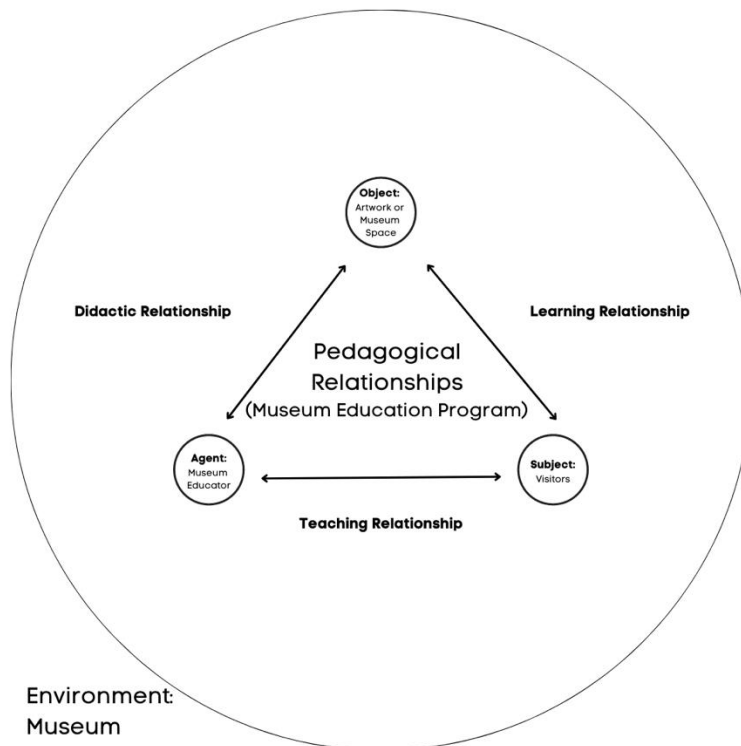 Object:
Artwork or
Museum
Space
Didactic Relationship
Learning Relationship
Pedagogical
Relationships
(Museum Education Program)
Agent:
Museum
Educator
Subject:
Visitors
Teaching Relationship
Environment:
Museum